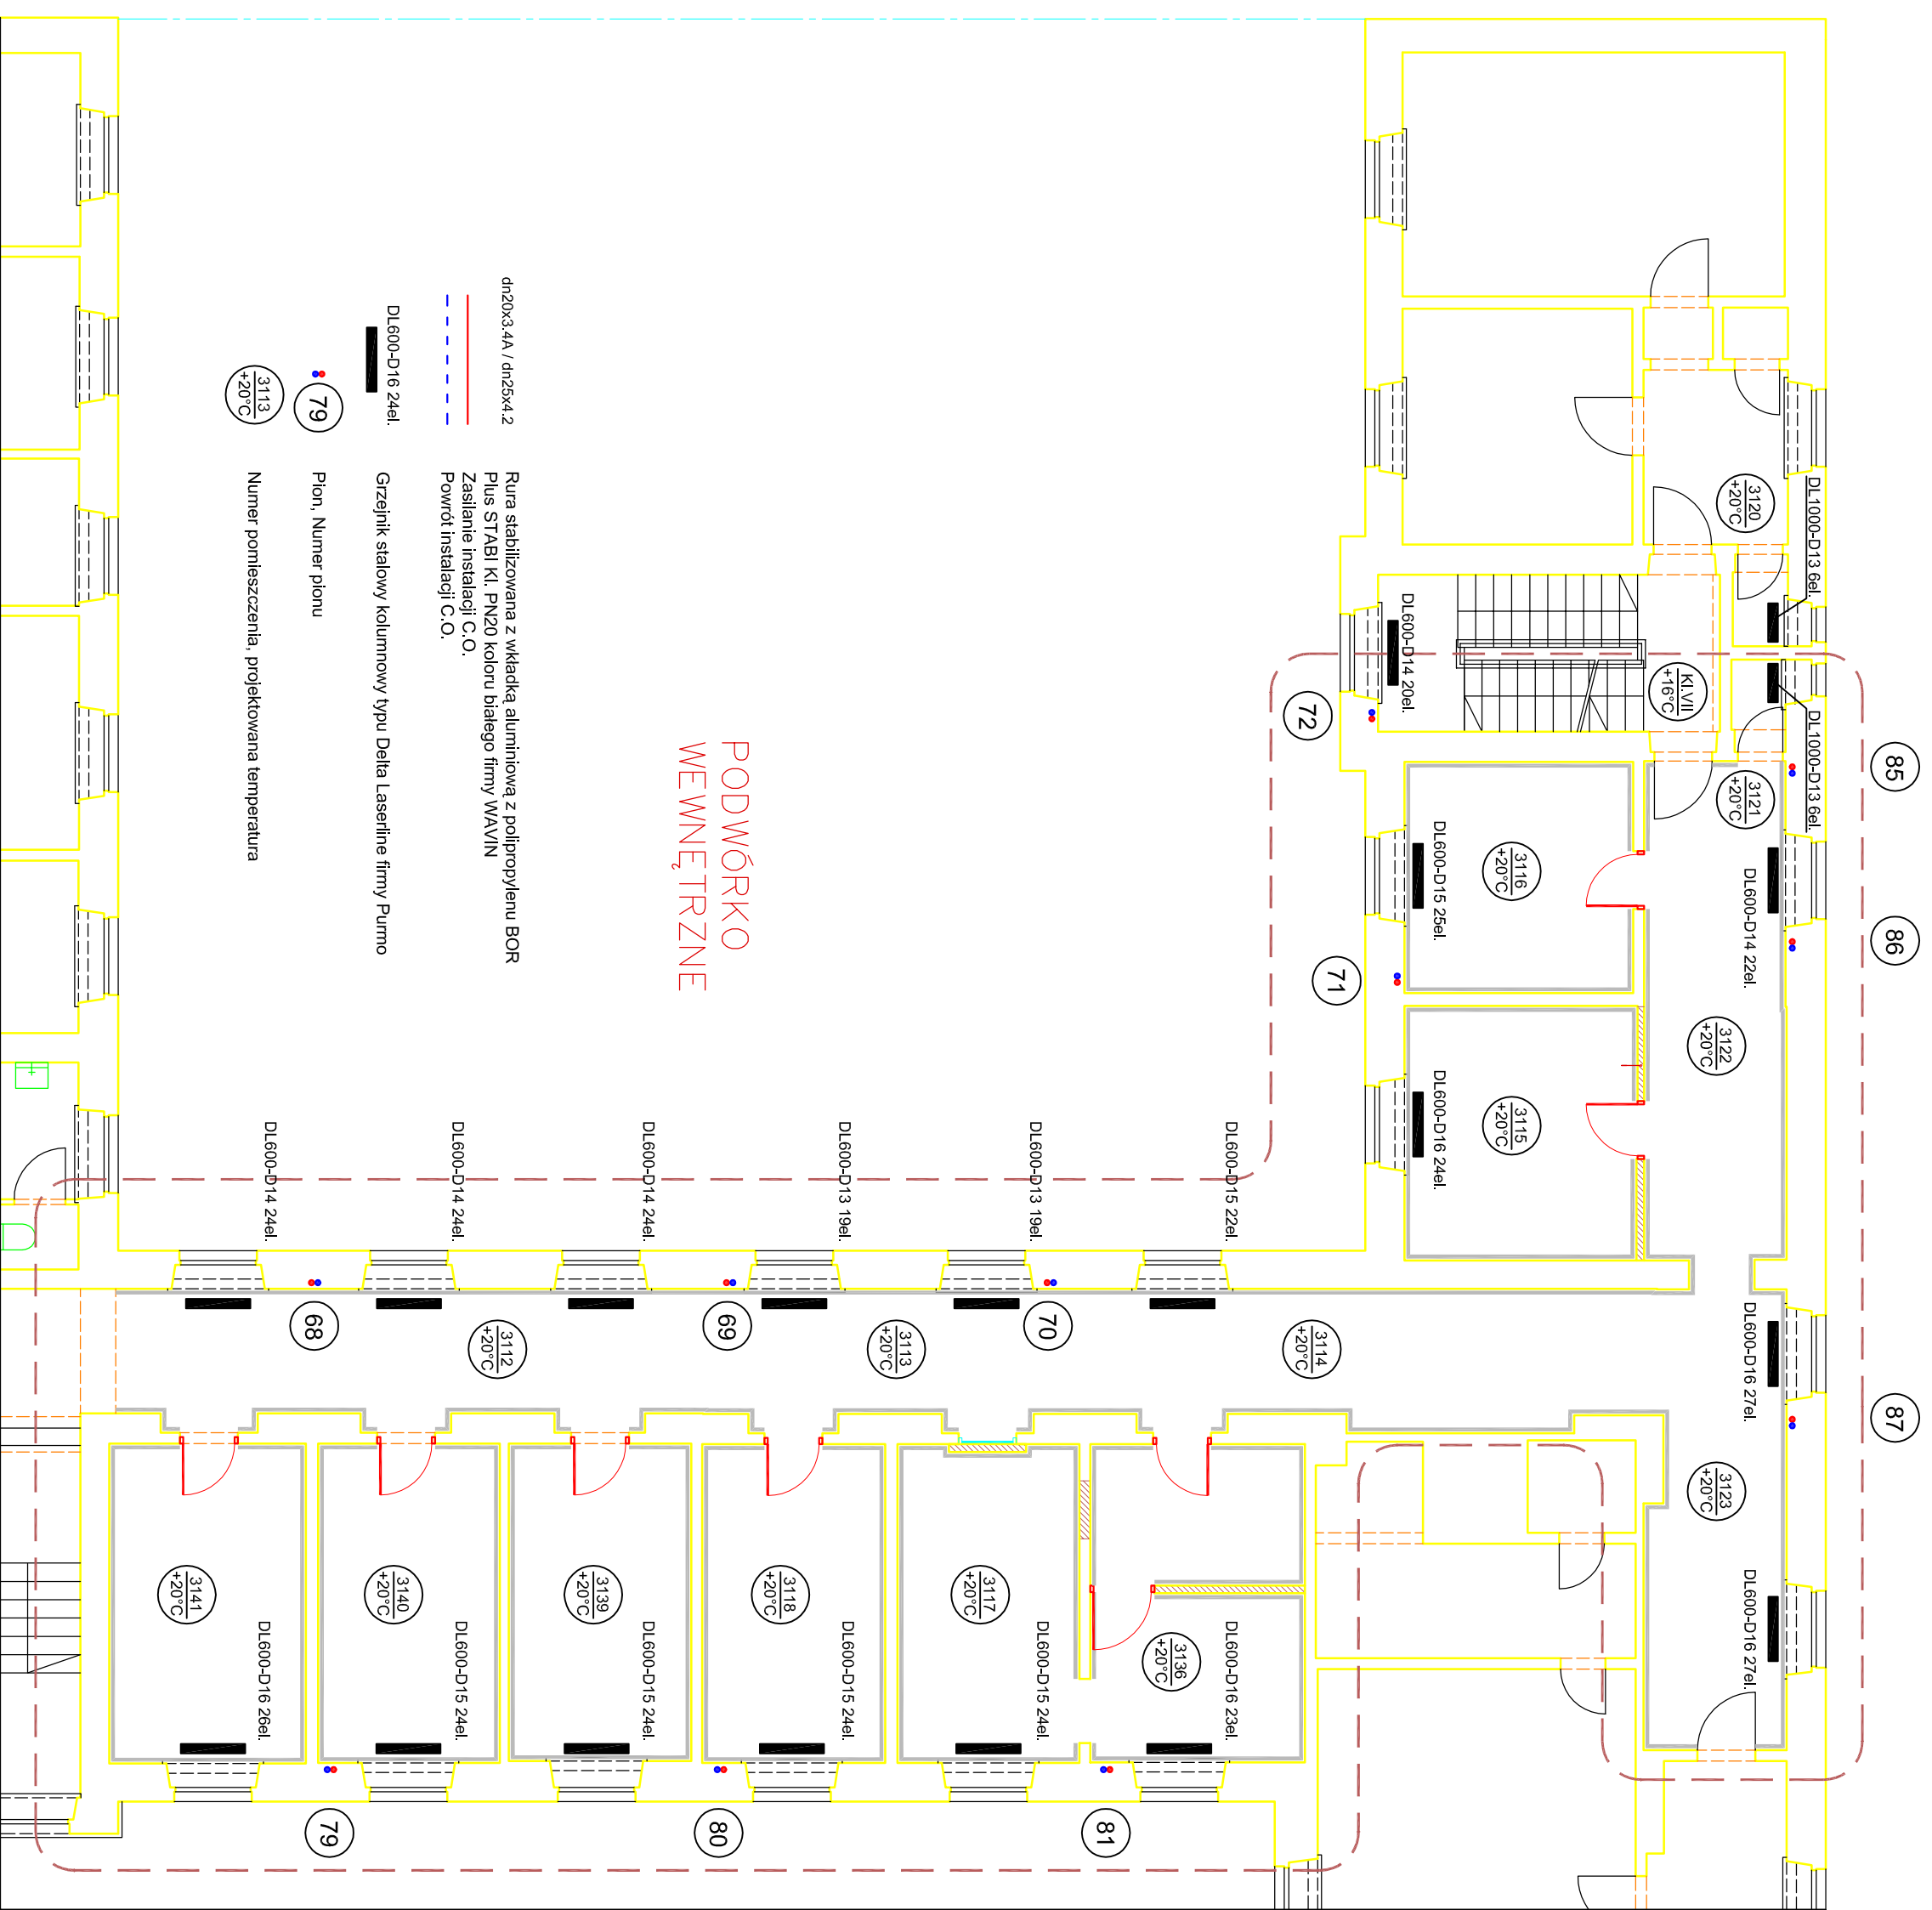 85
86
87
DL1000-D13 6el.
DL1000-D13 6el.
3120
+20°C
3121
+20°C
Kl.VII
+16°C
DL600-D14 22el.
3122
+20°C
DL600-D16 27el.
3123
+20°C
DL600-D16 27el.
DL600-D14 20el.
72
3116
+20°C
DL600-D15 25el.
71
3115
+20°C
DL600-D16 24el.
PODWÓRKO
WEWNĘTRZNE
dn20x3.4A / dn25x4.2
Rura stabilizowana z wkładką aluminiową z polipropylenu BOR
Plus STABI Kl. PN20 koloru białego firmy WAVIN
Zasilanie instalacji C.O.
Powrót instalacji C.O.
DL600-D16 24el.
Grzejnik stalowy kolumnowy typu Delta Laserline firmy Purmo
79
Pion, Numer pionu
3113
+20°C
Numer pomieszczenia, projektowana temperatura
DL600-D15 22el.
DL600-D13 19el.
DL600-D13 19el.
DL600-D14 24el.
DL600-D14 24el.
DL600-D14 24el.
3114
+20°C
70
3113
+20°C
69
3112
+20°C
68
DL600-D16 23el.
3136
+20°C
DL600-D15 24el.
3117
+20°C
DL600-D15 24el.
3118
+20°C
DL600-D15 24el.
3139
+20°C
DL600-D15 24el.
3140
+20°C
DL600-D16 26el.
3141
+20°C
81
80
79